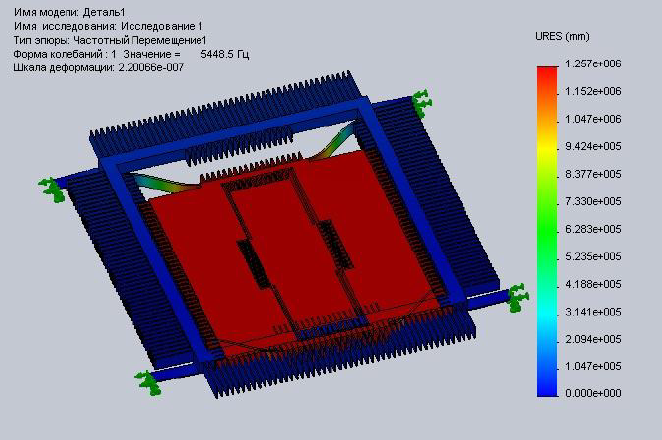 Имя модели: Деталь1
Имя исследования: Исследование 1
Тип эпюры: Частотный Перемещение1
Форма колебаний : 1 Значение = 5448.5 Гц
Шкала деформации: 2.20066e-007
URES (mm)
1.257e+006
1.152e+006
1.047e+006
9.424e+005
8.377e+005
7.330e+005
6.283e+005
5.235e+005
4.188e+005
3.141e+005
2.094e+005
1.047e+005
0.000e+000